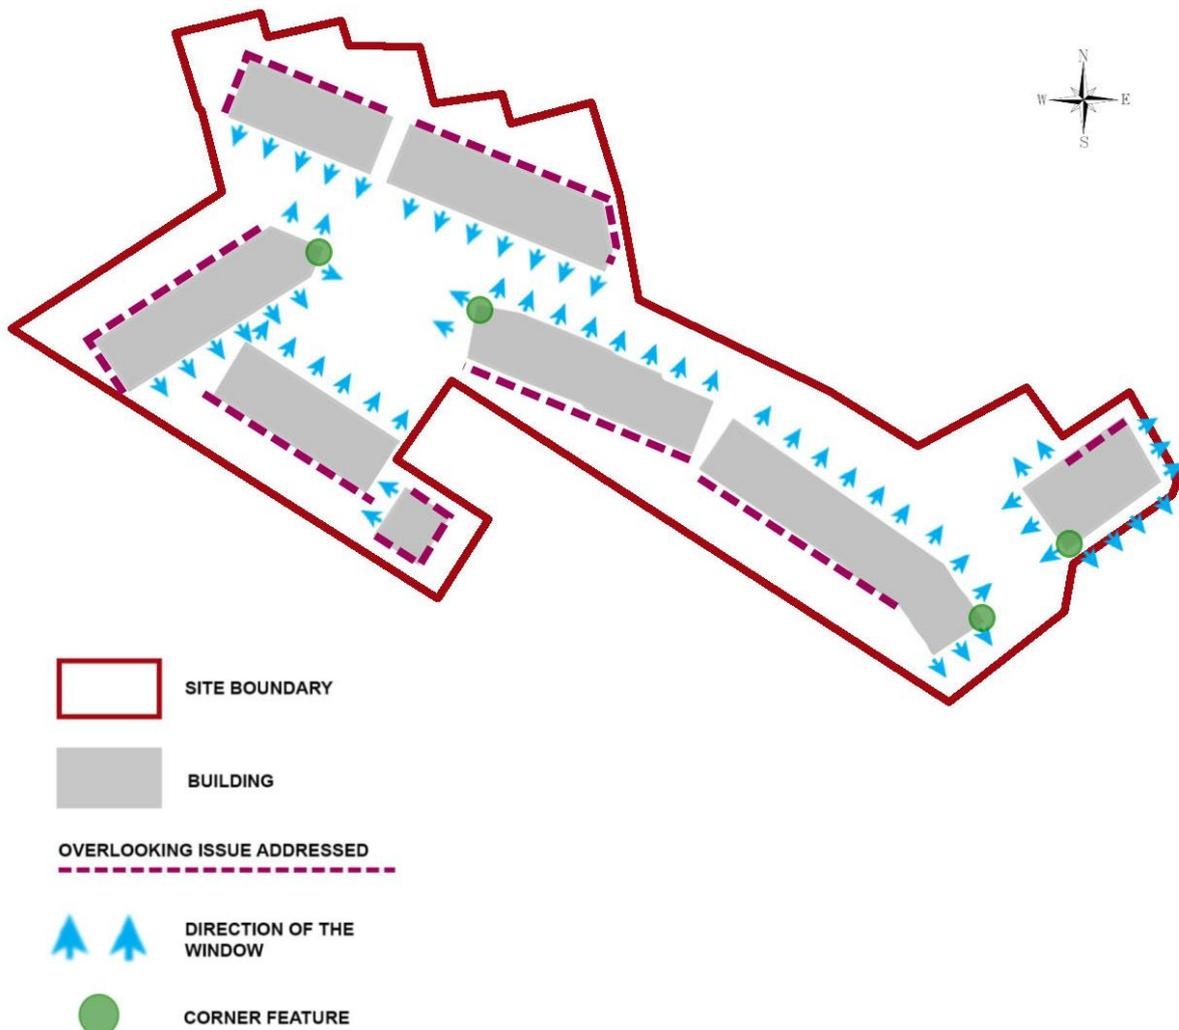 N
W
E
S
SITE BOUNDARY
BUILDING
OVERLOOKING ISSUE ADDRESSED
DIRECTION OF THE
WINDOW
CORNER FEATURE